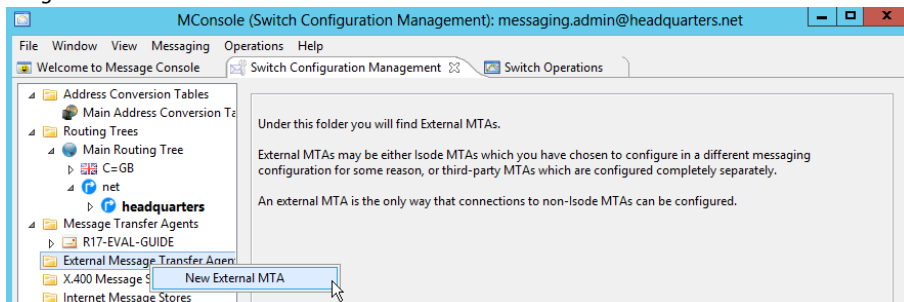 MConsole (Switch Configuration Management): messaging.admin@headquarters.net
File Window View Messaging Operations Help
Welcome to Message Console
Switch Configuration Management
Switch Operations
Address Conversion Tables
Main Address Conversion Ta
Routing Trees
Main Routing Tree
C=GB
net
headquarters
Message Transfer Agents
R17-EVAL-GUIDE
External Message Transfer Agen
New External MTA
X.400 Message S
Internet Message Stores
Under this folder you will find External MTAs.
External MTAs may be either Isode MTAs which you have chosen to configure in a different messaging
configuration for some reason, or third-party MTAs which are configured completely separately.
An external MTA is the only way that connections to non-Isode MTAs can be configured.